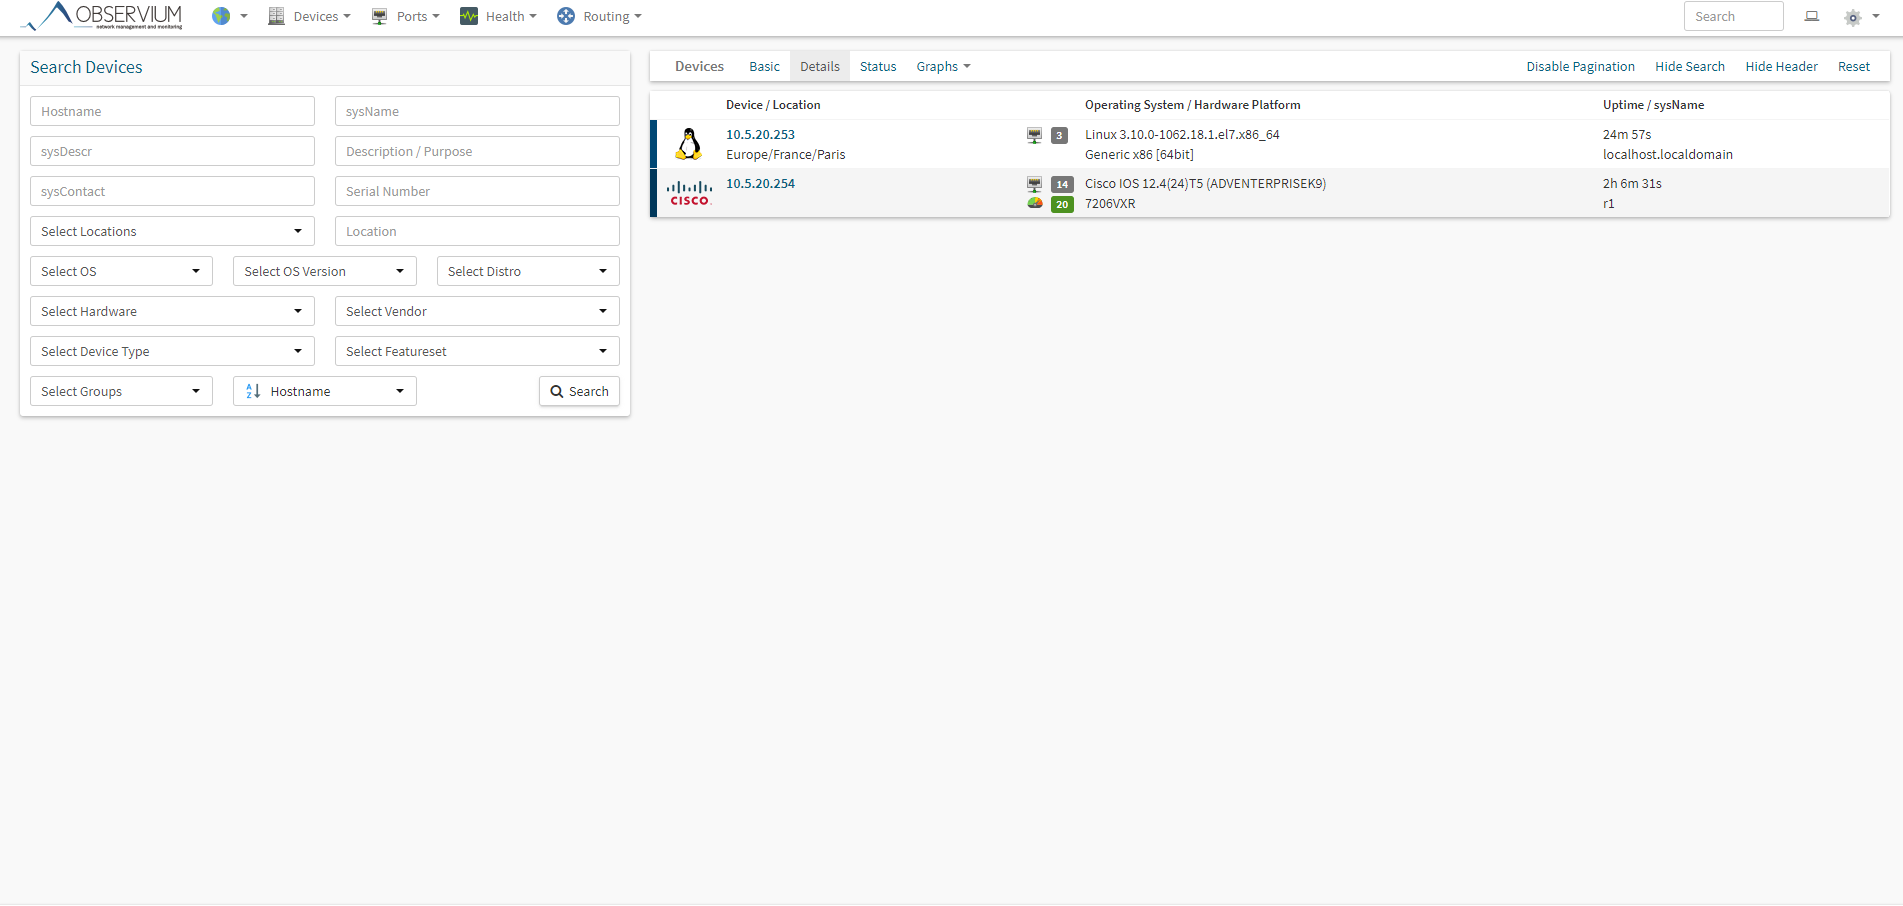 OBSERVIUM
network management and monitoring
Devices
Ports
Health
Routing
Search
Search Devices
Hostname
sysName
sysDescr
Description / Purpose
sysContact
Serial Number
Select Locations
Location
Select OS
Select OS Version
Select Distro
Select Hardware
Select Vendor
Select Device Type
Select Featureset
Select Groups
A
Z
Hostname
Search
Devices
Basic
Details
Status
Graphs
Disable Pagination
Hide Search
Hide Header
Reset
Device / Location
Operating System / Hardware Platform
Uptime / sysName
10.5.20.253
3
Linux 3.10.0-1062.18.1.el7.x86_64
24m 57s
Europe/France/Paris
Generic x86 [64bit]
localhost.localdomain
CISCO.
10.5.20.254
14
Cisco IOS 12.4(24)T5 (ADVENTERPRISEK9)
2h 6m 31s
20
7206VXR
r1